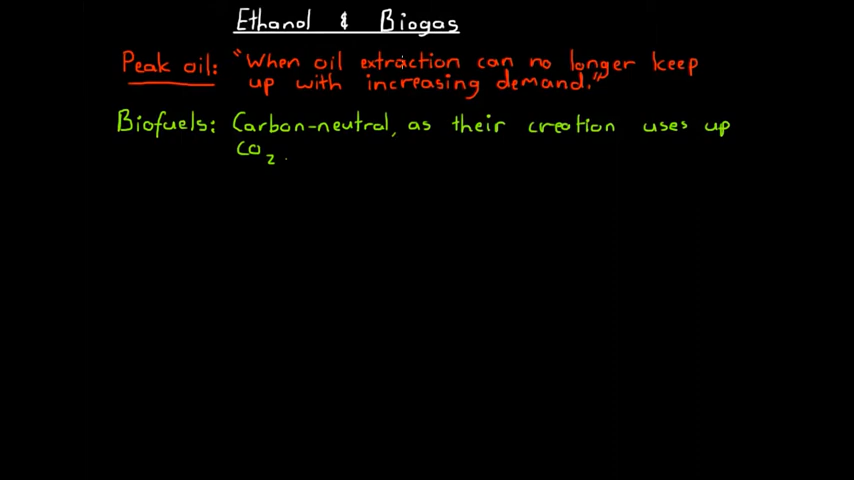 Ethanol & Biogas
Peak oil: "When oil extraction can no longer keep
up with increasing demand."
Biofuels: Carbon-neutral, as their creation uses up
CO2.